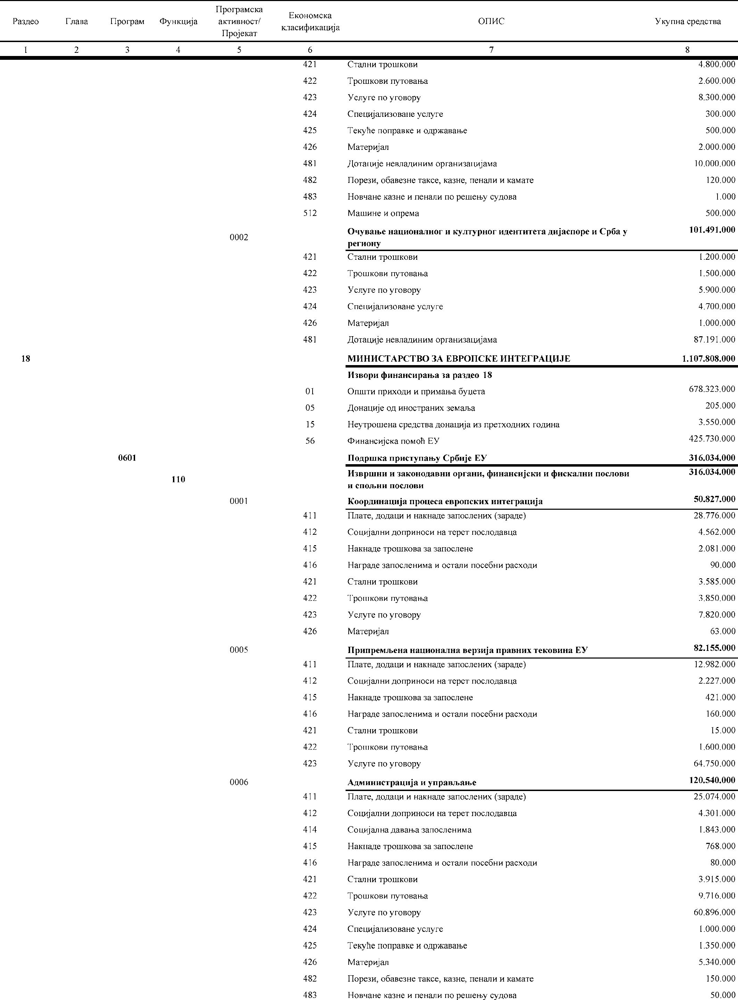 Раздео Глава Програм Функција Програмска активност/ Пројекат Економска класификација ОПИС Укупна средства
1 2 3 4 5 6 7 8
421 Стални трошкови 4.800.000
422 Трошкови путовања 2.600.000
423 Услуге по уговору 8.300.000
424 Специјализоване услуге 300.000
425 Текуће поправке и одржавање 500.000
426 Материјал 2.000.000
481 Дотације невладиним организацијама 10.000.000
482 Порези, обавезне таксе, казне, пенали и камате 120.000
483 Новчане казне и пенали по решењу судова 1.000
512 Машине и опрема 500.000
0002 Очување националног и културног идентитета дијаспоре и Срба у 101.491.000
региону
421 Стални трошкови 1.200.000
422 Трошкови путовања 1.500.000
423 Услуге по уговору 5.900.000
424 Специјализоване услуге 4.700.000
426 Материјал 1.000.000
481 Дотације невладиним организацијама 87.191.000
18 МИНИСТАРСТВО ЗА ЕВРОПСКЕ ИНТЕГРАЦИЈЕ 1.107.808.000
Извори финансирања за раздео 18
01 Општи приходи и примања буџета 678.323.000
05 Донације од иностраних земаља 205.000
15 Неутрошена средства донација из претходних година 3.550.000
56 Финансијска помоћ ЕУ 425.730.000
0601 Подршка приступању Србије ЕУ 316.034.000
110 Извршни и законодавни органи, финансијски и фискални послови 316.034.000
и спољни послови
0001 Координација процеса европских интеграција 50.827.000
411 Плате, додаци и накнаде запослених (зараде) 28.776.000
412 Социјални доприноси на терет послодавца 4.562.000
415 Накнаде трошкова за запослене 2.081.000
416 Награде запосленима и остали посебни расходи 90.000
421 Стални трошкови 3.585.000
422 Трошкови путовања 3.850.000
423 Услуге по уговору 7.820.000
426 Материјал 63.000
0005 Припремљена национална верзија правних тековина ЕУ 82.155.000
411 Плате, додаци и накнаде запослених (зараде) 12.982.000
412 Социјални доприноси на терет послодавца 2.227.000
415 Накнаде трошкова за запослене 421.000
416 Награде запосленима и остали посебни расходи 160.000
421 Стални трошкови 15.000
422 Трошкови путовања 1.600.000
423 Услуге по уговору 64.750.000
0006 Администрација и управљање 120.540.000
411 Плате, додаци и накнаде запослених (зараде) 25.074.000
412 Социјални доприноси на терет послодавца 4.301.000
414 Социјална давања запосленима 1.843.000
415 Накнаде трошкова за запослене 768.000
416 Награде запосленима и остали посебни расходи 80.000
421 Стални трошкови 3.915.000
422 Трошкови путовања 9.716.000
423 Услуге по уговору 60.896.000
424 Специјализоване услуге 1.000.000
425 Текуће поправке и одржавање 1.350.000
426 Материјал 5.340.000
482 Порези, обавезне таксе, казне, пенали и камате 150.000
483 Новчане казне и пенали по решењу судова 50.000